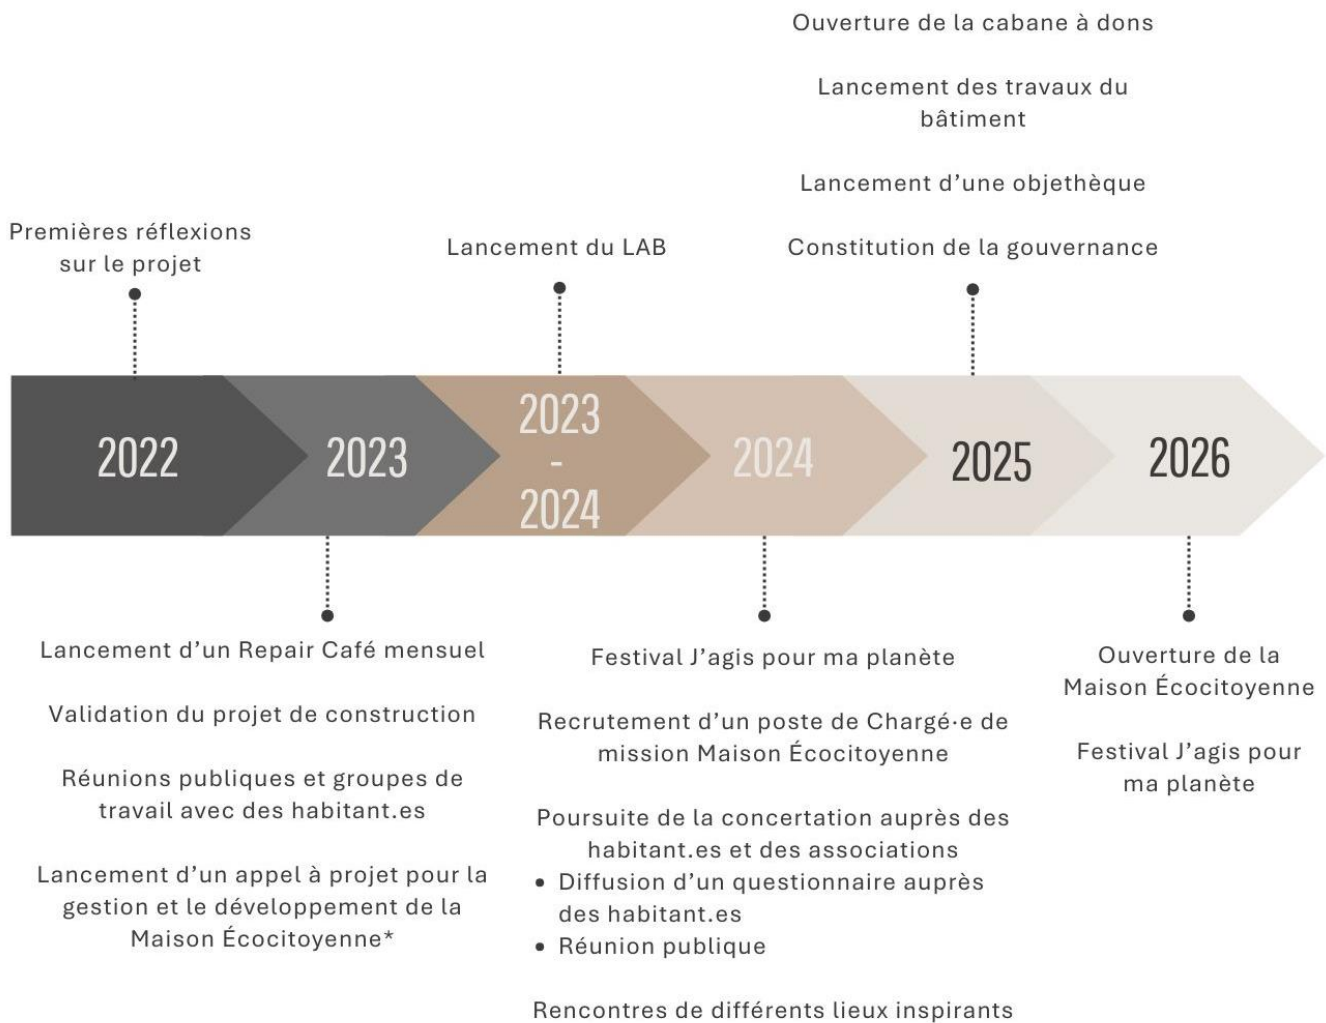 Ouverture de la cabane à dons
Lancement des travaux du
bâtiment
Lancement d'une objethèque
Constitution de la gouvernance
Premières réflexions
sur le projet
Lancement du LAB
2022
2023
2023
-
2024
2024
2025
2026
Lancement d'un Repair Café mensuel
Validation du projet de construction
Réunions publiques et groupes de
travail avec des habitant.es
Lancement d'un appel à projet pour la
gestion et le développement de la
Maison Écocitoyenne*
Festival J'agis pour ma planète
Recrutement d'un poste de Chargé·e de
mission Maison Écocitoyenne
Poursuite de la concertation auprès des
habitant.es et des associations
• Diffusion d'un questionnaire auprès
des habitant.es
• Réunion publique
Rencontres de différents lieux inspirants
Ouverture de la
Maison Écocitoyenne
Festival J'agis pour
ma planète